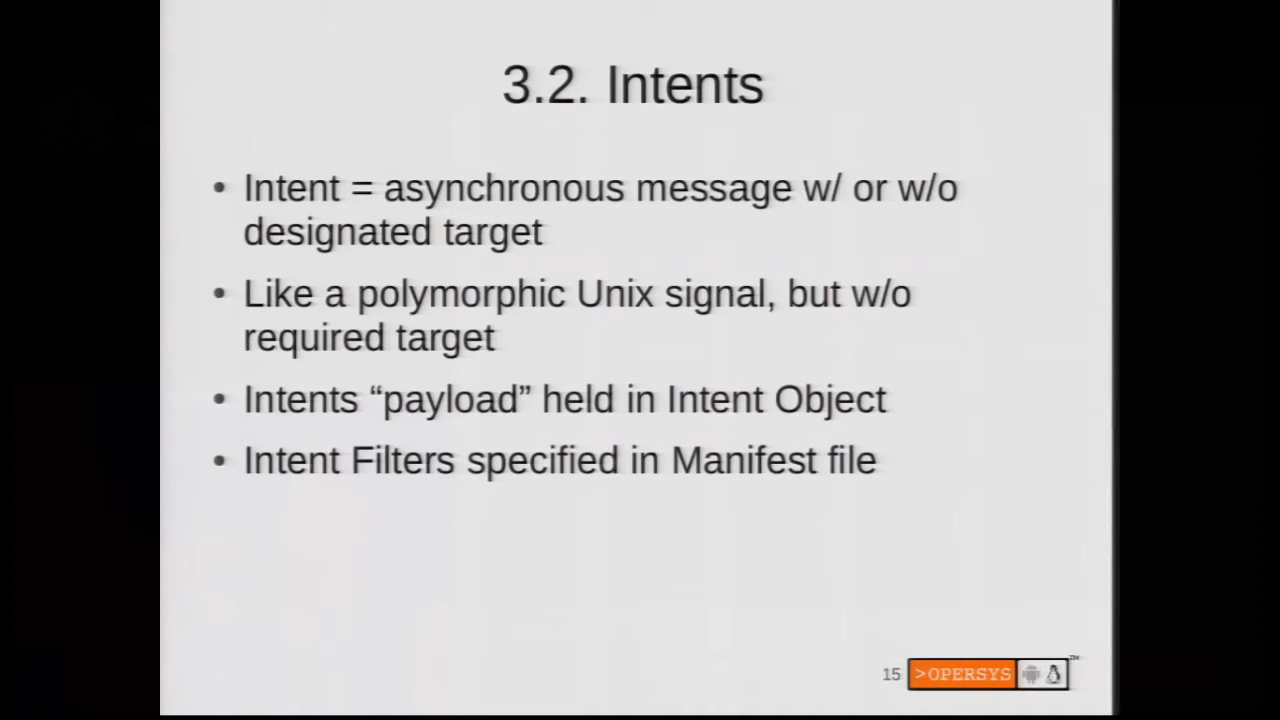 3.2. Intents
• Intent = asynchronous message w/ or w/o
designated target
• Like a polymorphic Unix signal, but w/o
required target
• Intents “payload” held in Intent Object
• Intent Filters specified in Manifest file
15 >OPERSYS ™